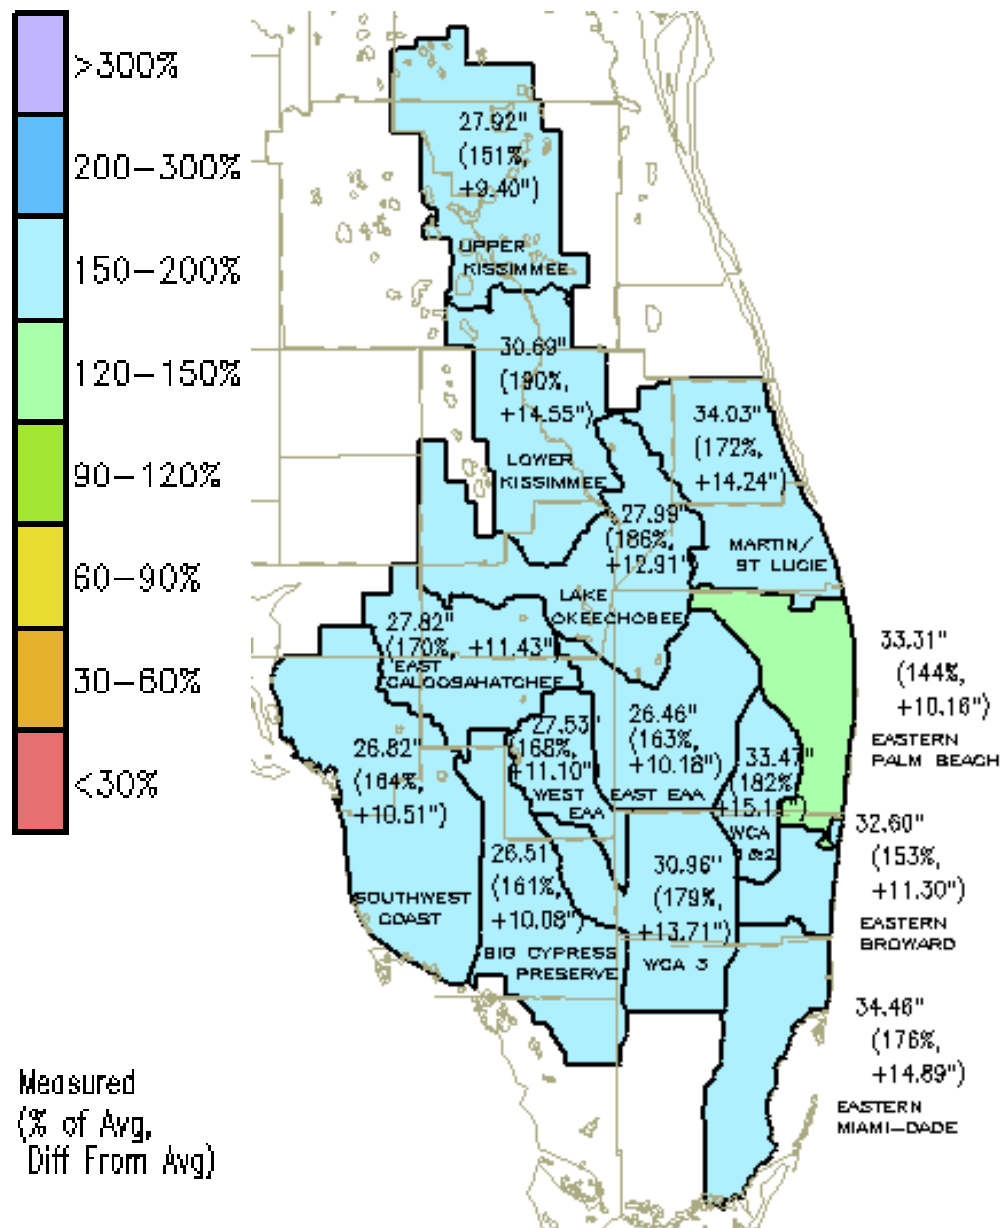 >300%
200-300%
150-200%
120-150%
90-120%
60-90%
30-60%
<30%
27.92"
(151%,
+9.40")
UPPER
KISSIMMEE
30.69"
(190%,
+14.55")
LOWER
KISSIMMEE
34.03"
(172%,
+14.24")
MARTIN/
ST LUCIE
27.99"
(186%,
+12.91")
LAKE
OKEECHOBEE
27.82"
(170%, +11.43")
EAST
CALOOSAHATCHEE
33.31"
(144%,
+10.16")
EASTERN
PALM BEACH
26.82"
(164%,
+10.51")
SOUTHWEST
COAST
27.53"
(168%,
+11.10")
WEST
EAA
26.46"
(163%,
+10.18")
EAST EAA
33.47"
(182%,
WCA
1&2
32.60"
(153%,
+11.30")
EASTERN
BROWARD
26.51"
(161%,
+10.08")
BIG CYPRESS
PRESERVE
30.96"
(179%,
+13.71")
WCA 3
34.46"
(176%,
+14.89")
EASTERN
MIAMI-DADE
Measured
(% of Avg,
Diff From Avg)